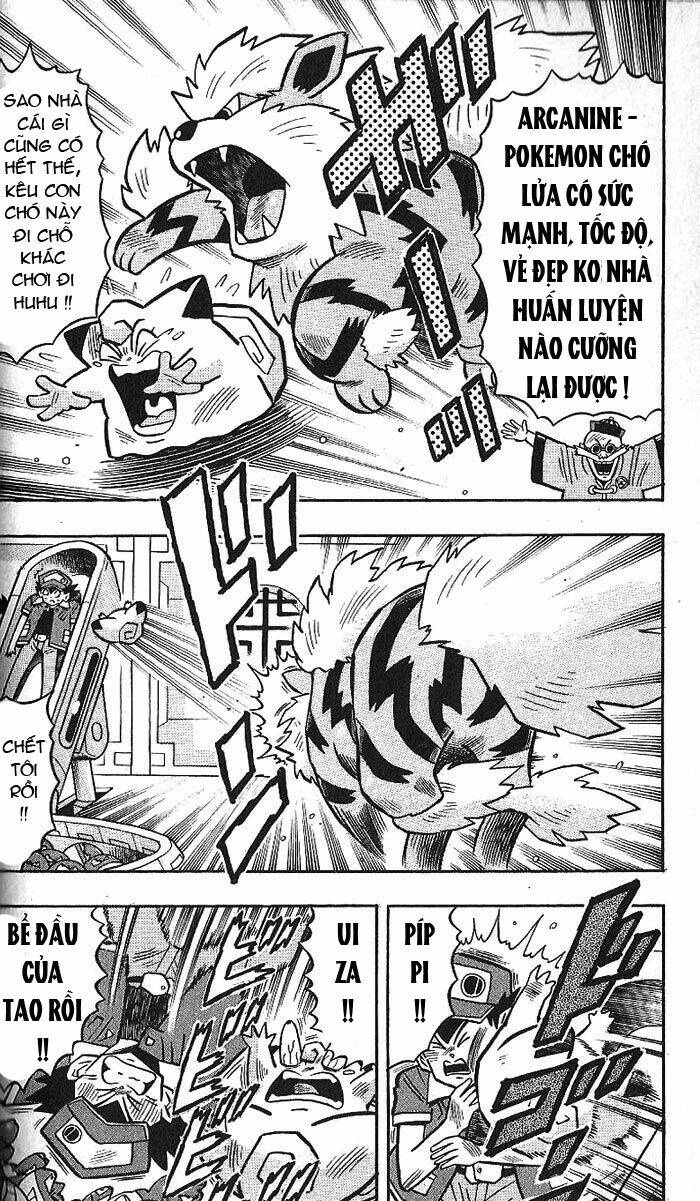 ARCANINE -
POKEMON CHÓ
LỬA CÓ SỨC
MẠNH, TỐC ĐỘ,
VẺ ĐẸP KO NHÀ
HUẤN LUYỆN
NÀO CƯỠNG
LẠI ĐƯỢC !
SAO NHÀ
CÁI GÌ
CŨNG CÓ
HẾT THẾ,
KÊU CON
CHÓ NÀY
ĐI CHỖ
KHÁC
CHƠI ĐI
HUHU !!
CHẾT
TÔI
RỒI
!!
PÍP
PI
!!
UI
ZA
!!
BỂ ĐẦU
CỦA
TAO RỒI
!!